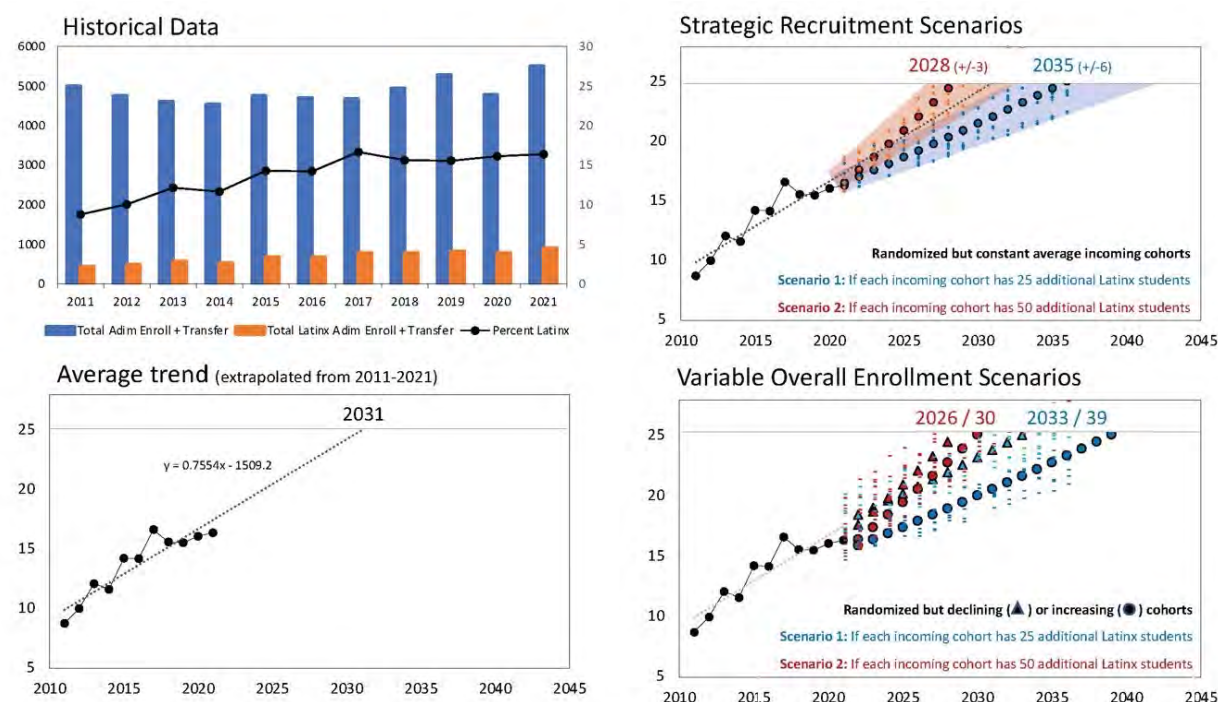 Historical Data
6000
5000
4000
3000
2000
1000
0
30
25
20
15
10
5
0
2011 2012 2013 2014 2015 2016 2017 2018 2019 2020 2021
Total Adim Enroll + Transfer Total Latinx Adim Enroll + Transfer Percent Latinx
Strategic Recruitment Scenarios
2028 (+/-3) 2035 (+/-6)
25
20
15
10
5
Randomized but constant average incoming cohorts
Scenario 1: If each incoming cohort has 25 additional Latinx students
Scenario 2: If each incoming cohort has 50 additional Latinx students
2010 2015 2020 2025 2030 2035 2040 2045
Average trend (extrapolated from 2011-2021)
2031
25
20
15
10
5
y = 0.7554x - 1509.2
2010 2015 2020 2025 2030 2035 2040 2045
Variable Overall Enrollment Scenarios
2026 / 30 2033 / 39
25
20
15
10
5
Randomized but declining (▲) or increasing (●) cohorts
Scenario 1: If each incoming cohort has 25 additional Latinx students
Scenario 2: If each incoming cohort has 50 additional Latinx students
2010 2015 2020 2025 2030 2035 2040 2045